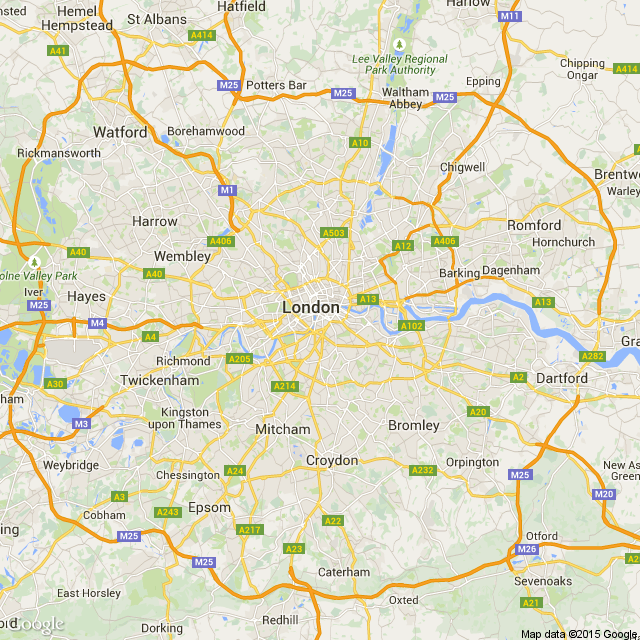 Hatfield
Harlow
Hemel
Hempstead
St Albans
M11
A414
A41
Lee Valley Regional
Park Authority
Chipping
Ongar
A414
M25
Potters Bar
Epping
M25
Waltham
Abbey
M25
Watford
Borehamwood
A10
Rickmansworth
Chigwell
Brentw
Warley
M1
Harrow
A503
Romford
A406
A12
A406
Hornchurch
A40
Wembley
olne Valley Park
A40
Barking
Dagenham
Iver
Hayes
M25
London
A13
A13
M4
A102
A4
Gra
Richmond
A205
A282
A30
Twickenham
A214
A2
Dartford
ham
Kingston
upon Thames
A20
M3
Mitcham
Bromley
Weybridge
Croydon
Orpington
New As
Green
Chessington
A24
A232
M25
A3
M20
Cobham
A243
Epsom
A22
A217
M25
Otford
A23
M26
M25
Caterham
Sevenoaks
East Horsley
Oxted
A21
Redhill
Dorking
Google
Map data ©2015 Google